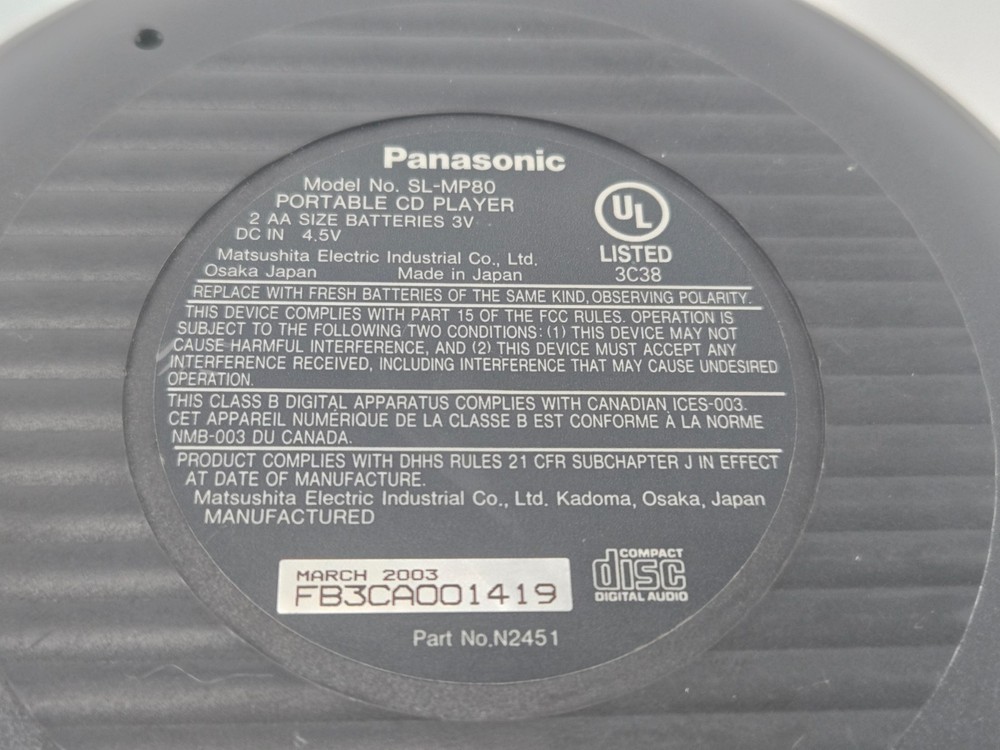 Panasonic
Model No. SL-MP80
PORTABLE CD PLAYER
2 AA SIZE BATTERIES 3V
DC IN 4.5V
UL
LISTED
3C38
Matsushita Electric Industrial Co., Ltd.
Osaka Japan Made in Japan
REPLACE WITH FRESH BATTERIES OF THE SAME KIND, OBSERVING POLARITY.
THIS DEVICE COMPLIES WITH PART 15 OF THE FCC RULES. OPERATION IS
SUBJECT TO THE FOLLOWING TWO CONDITIONS: (1) THIS DEVICE MAY NOT
CAUSE HARMFUL INTERFERENCE, AND (2) THIS DEVICE MUST ACCEPT ANY
INTERFERENCE RECEIVED, INCLUDING INTERFERENCE THAT MAY CAUSE UNDESIRED
OPERATION.
THIS CLASS B DIGITAL APPARATUS COMPLIES WITH CANADIAN ICES-003.
CET APPAREIL NUMÉRIQUE DE LA CLASSE B EST CONFORME À LA NORME
NMB-003 DU CANADA.
PRODUCT COMPLIES WITH DHHS RULES 21 CFR SUBCHAPTER J IN EFFECT
AT DATE OF MANUFACTURE.
Matsushita Electric Industrial Co., Ltd. Kadoma, Osaka, Japan
MANUFACTURED
MARCH 2003
FB3CA001419
COMPACT
disc
DIGITAL AUDIO
Part No.N2451